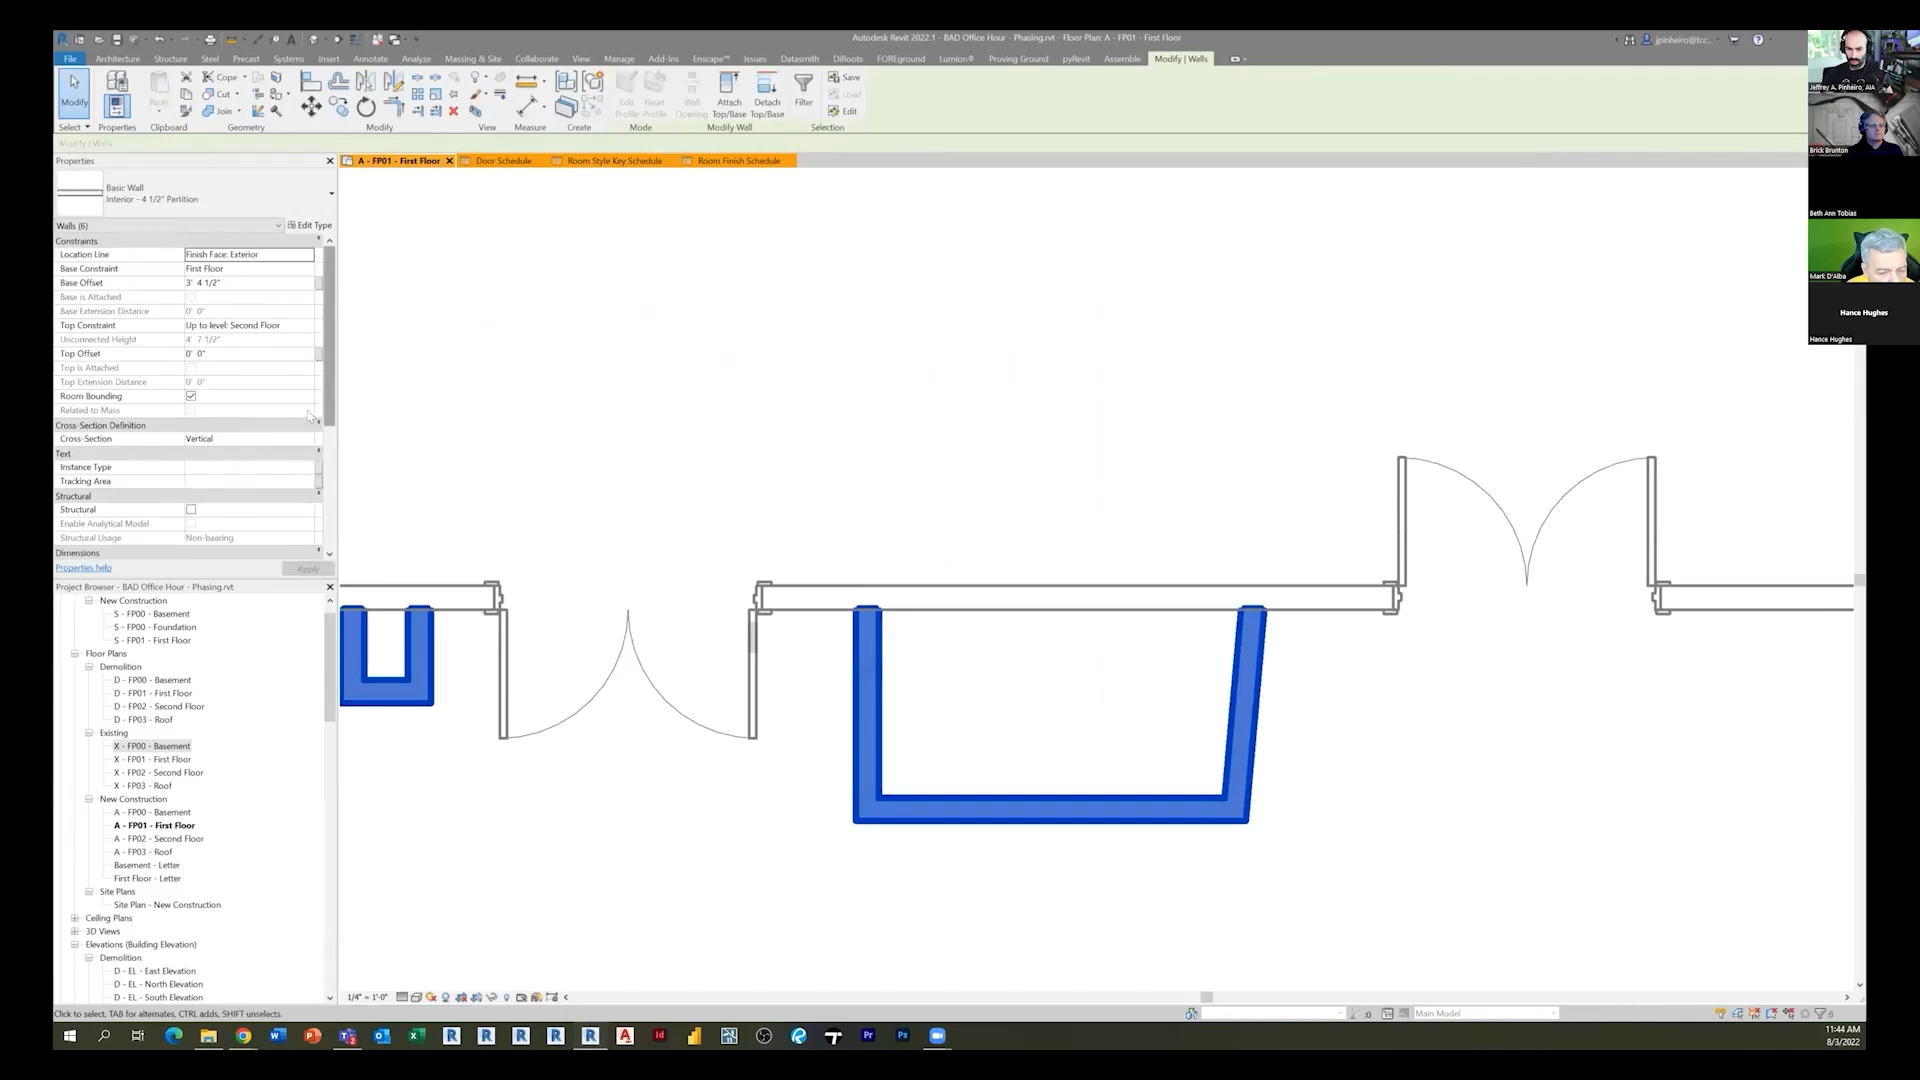 Autodesk Revit 2022.1 - BAD Office Hour - Phasing.rvt - Floor Plan: A - FP01 - First Floor
jpinheiro@tcc...
File Architecture Structure Steel Precast Systems Insert Annotate Analyze Massing & Site Collaborate View Manage Add-Ins Enscape™ Issues Datasmith DiRoots FOREground Lumion® Proving Ground pyRevit Assemble Modify | Walls
Modify
Paste
Cope
Cut
Join
Edit Profile
Reset Profile
Wall Opening
Attach Top/Base
Detach Top/Base
Filter
Save
Load
Edit
Select Properties Clipboard Geometry Modify View Measure Create Mode Modify Wall Selection
Modify | Walls
Properties
A - FP01 - First Floor
Door Schedule
Room Style Key Schedule
Room Finish Schedule
Basic Wall
Interior - 4 1/2" Partition
Walls (6)
Edit Type
Constraints
Location Line Finish Face: Exterior
Base Constraint First Floor
Base Offset 3' 4 1/2"
Base is Attached
Base Extension Distance 0' 0"
Top Constraint Up to level: Second Floor
Unconnected Height 4' 7 1/2"
Top Offset 0' 0"
Top is Attached
Top Extension Distance 0' 0"
Room Bounding
Related to Mass
Cross-Section Definition
Cross-Section Vertical
Text
Instance Type
Tracking Area
Structural
Structural
Enable Analytical Model
Structural Usage Non-bearing
Dimensions
Properties help
Apply
Project Browser - BAD Office Hour - Phasing.rvt
New Construction
S - FP00 - Basement
S - FP00 - Foundation
S - FP01 - First Floor
Floor Plans
Demolition
D - FP00 - Basement
D - FP01 - First Floor
D - FP02 - Second Floor
D - FP03 - Roof
Existing
X - FP00 - Basement
X - FP01 - First Floor
X - FP02 - Second Floor
X - FP03 - Roof
New Construction
A - FP00 - Basement
A - FP01 - First Floor
A - FP02 - Second Floor
A - FP03 - Roof
Basement - Letter
First Floor - Letter
Site Plans
Site Plan - New Construction
Ceiling Plans
3D Views
Elevations (Building Elevation)
Demolition
D - EL - East Elevation
D - EL - North Elevation
D - EL - South Elevation
1/4" = 1'-0"
Click to select, TAB for alternates, CTRL adds, SHIFT unselects.
:0
Main Model
:6
11:44 AM
8/3/2022
Jeffrey A. Pinheiro, AIA
Brick Brunton
Beth Ann Tobias
Mark D'Alba
Hance Hughes
Hance Hughes